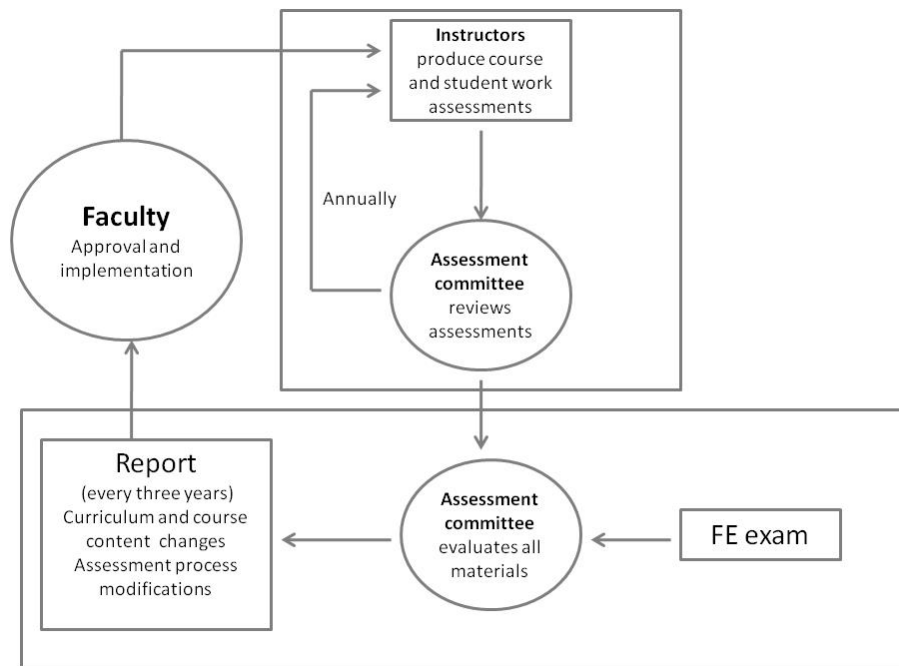 Instructors
produce course
and student work
assessments
Annually
Faculty
Approval and
implementation
Assessment
committee
reviews
assessments
Report
(every three years)
Curriculum and course
content changes
Assessment process
modifications
Assessment
committee
evaluates all
materials
FE exam